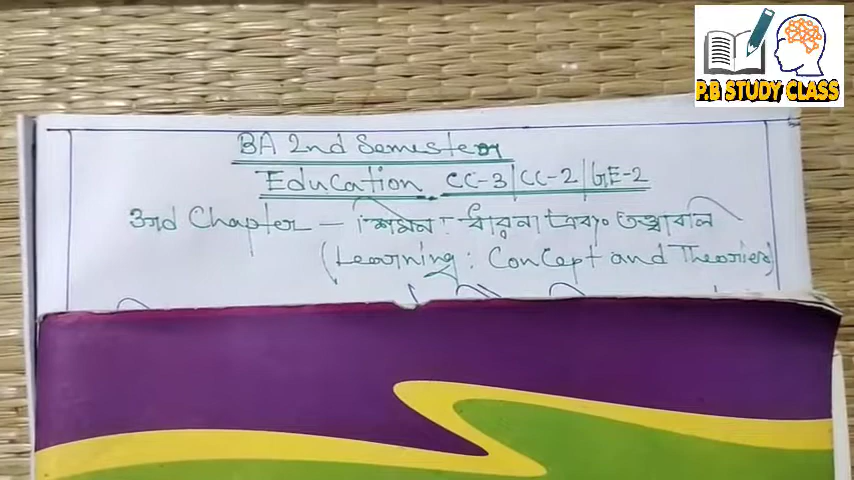 P.B STUDY CLASS
BA 2nd Semester
Education CC-3/CC-2/GE-2
3rd Chapter - শিখন : ধারনা এবং তত্ত্বাবলি
(Learning: Concept and Theories)